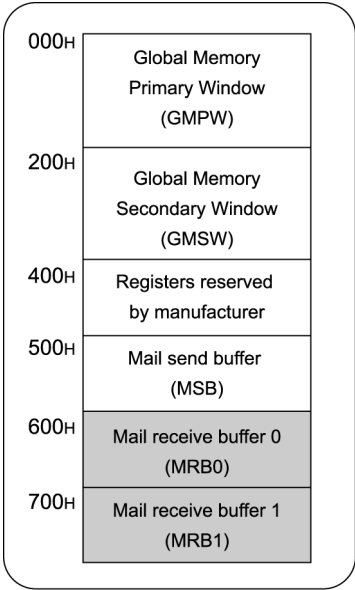 000H
Global Memory
Primary Window
(GMPW)
200H
Global Memory
Secondary Window
(GMSW)
400H
Registers reserved
by manufacturer
500H
Mail send buffer
(MSB)
600H
Mail receive buffer 0
(MRB0)
700H
Mail receive buffer 1
(MRB1)